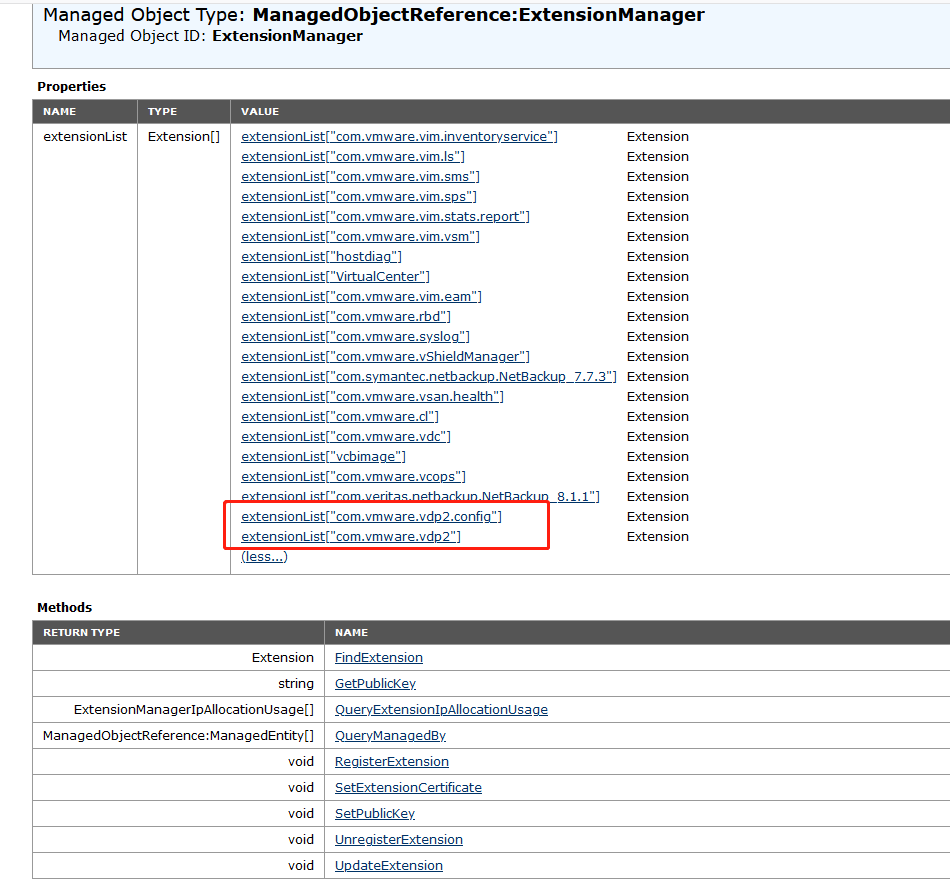 Managed Object Type: ManagedObjectReference:ExtensionManager
Managed Object ID: ExtensionManager
Properties
NAME TYPE VALUE
extensionList Extension[] extensionList["com.vmware.vim.inventoryservice"] Extension
extensionList["com.vmware.vim.ls"] Extension
extensionList["com.vmware.vim.sms"] Extension
extensionList["com.vmware.vim.sps"] Extension
extensionList["com.vmware.vim.stats.report"] Extension
extensionList["com.vmware.vim.vsm"] Extension
extensionList["hostdiag"] Extension
extensionList["VirtualCenter"] Extension
extensionList["com.vmware.vim.eam"] Extension
extensionList["com.vmware.rbd"] Extension
extensionList["com.vmware.syslog"] Extension
extensionList["com.vmware.vShieldManager"] Extension
extensionList["com.symantec.netbackup.NetBackup_7.7.3"] Extension
extensionList["com.vmware.vsan.health"] Extension
extensionList["com.vmware.cl"] Extension
extensionList["com.vmware.vdc"] Extension
extensionList["vcbimage"] Extension
extensionList["com.vmware.vcops"] Extension
extensionList["com.veritas.netbackup.NetBackup_8.1.1"] Extension
extensionList["com.vmware.vdp2.config"] Extension
extensionList["com.vmware.vdp2"] Extension
(less...)
Methods
RETURN TYPE NAME
Extension FindExtension
string GetPublicKey
ExtensionManagerIpAllocationUsage[] QueryExtensionIpAllocationUsage
ManagedObjectReference:ManagedEntity[] QueryManagedBy
void RegisterExtension
void SetExtensionCertificate
void SetPublicKey
void UnregisterExtension
void UpdateExtension